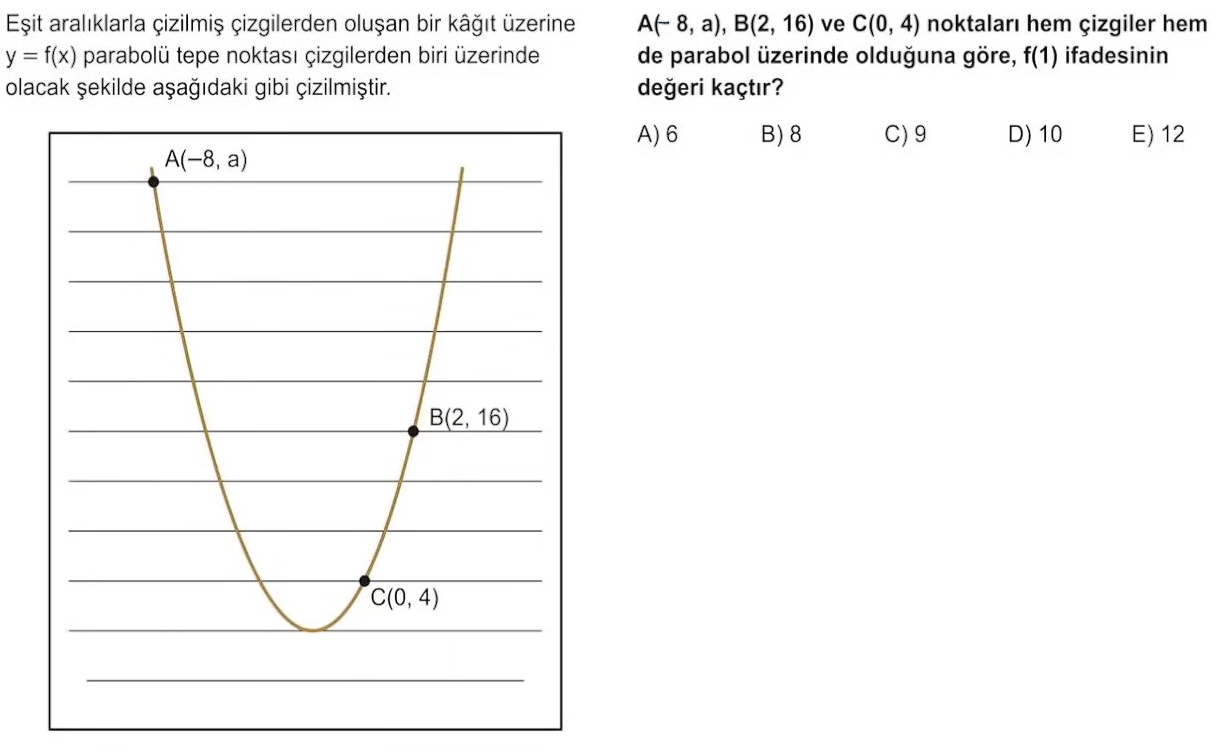 Eşit aralıklarla çizilmiş çizgilerden oluşan bir kâğıt üzerine
y = f(x) parabolü tepe noktası çizgilerden biri üzerinde
olacak şekilde aşağıdaki gibi çizilmiştir.
A(−8, a)
B(2, 16)
C(0, 4)
A(− 8, a), B(2, 16) ve C(0, 4) noktaları hem çizgiler hem
de parabol üzerinde olduğuna göre, f(1) ifadesinin
değeri kaçtır?
A) 6 B) 8 C) 9 D) 10 E) 12